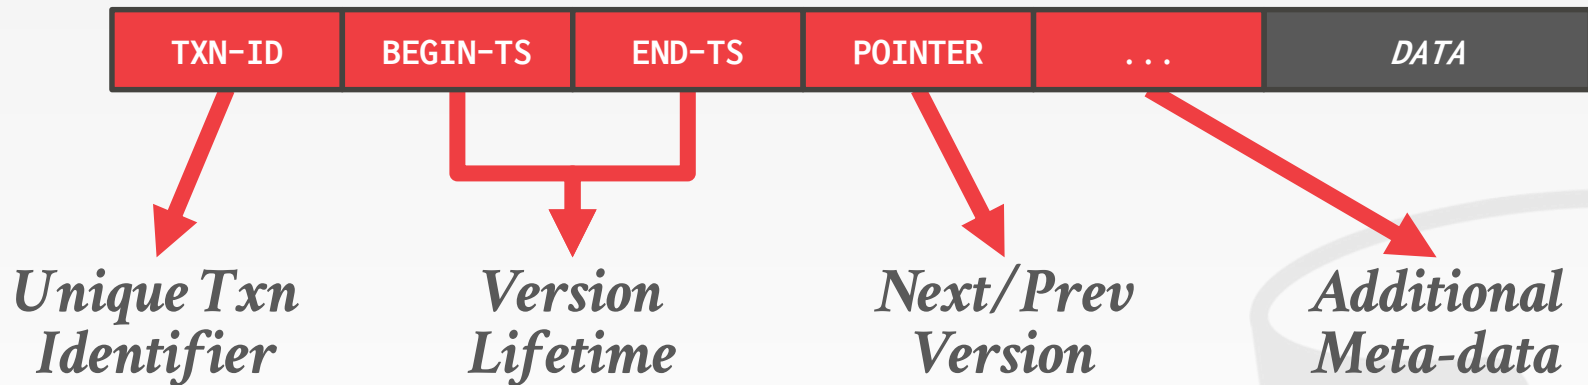 TXN-ID BEGIN-TS END-TS POINTER ... DATA
Unique Txn
Identifier
Version
Lifetime
Next/Prev
Version
Additional
Meta-data